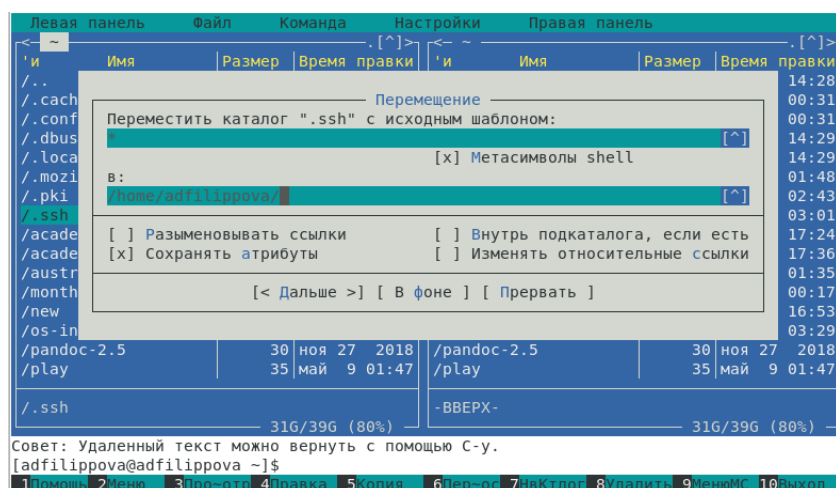 Левая панель Файл Команда Настройки Правая панель
<─ ~ ─.[^]> <─ ~ ─.[^]>
'и Имя Размер Время правки 'и Имя Размер Время правки
/.. 14:28
/.cach Перемещение 00:31
/.conf Переместить каталог ".ssh" с исходным шаблоном: 00:31
/.dbus * [^] 14:29
/.loca [x] Метасимволы shell 14:29
/.mozi в: 01:48
/.pki /home/adfilippova/ [^] 02:43
/.ssh 03:01
/acade [ ] Разыменовывать ссылки [ ] Внутрь подкаталога, если есть 17:24
/acade [x] Сохранять атрибуты [ ] Изменять относительные ссылки 17:36
/austr 01:35
/month [< Дальше >] [ В фоне ] [ Прервать ] 00:17
/new 16:53
/os-in 03:29
/pandoc-2.5 30 ноя 27 2018 /pandoc-2.5 30 ноя 27 2018
/play 35 май 9 01:47 /play 35 май 9 01:47
/.ssh -ВВЕРХ-
31G/39G (80%) 31G/39G (80%)
Совет: Удаленный текст можно вернуть с помощью C-y.
[adfilippova@adfilippova ~]$
1Помощь 2Меню 3Про~отр 4Правка 5Копия 6Пер~ос 7НвКтлог 8Удалить 9МенюMC 10Выход